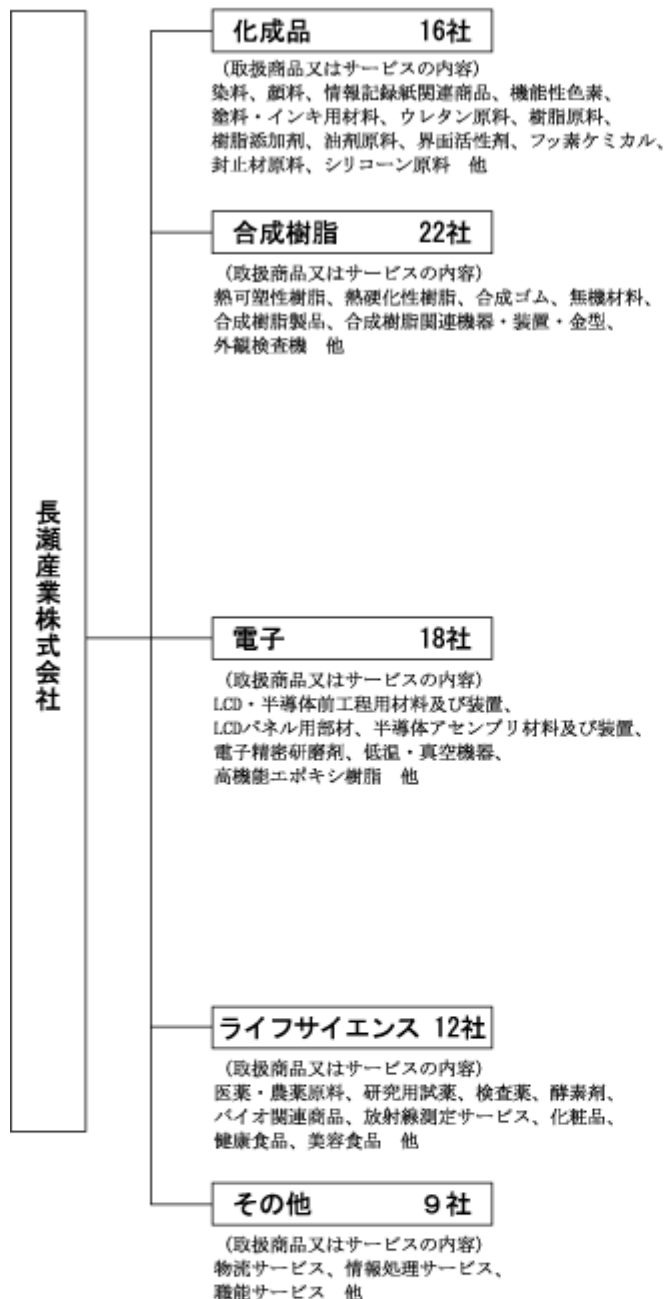 長瀬産業株式会社
化成品 16社
(取扱商品又はサービスの内容)
染料、顔料、情報記録紙関連商品、機能性色素、
塗料・インキ用材料、ウレタン原料、樹脂原料、
樹脂添加剤、油剤原料、界面活性剤、フッ素ケミカル、
封止材原料、シリコーン原料 他
合成樹脂 22社
(取扱商品又はサービスの内容)
熱可塑性樹脂、熱硬化性樹脂、合成ゴム、無機材料、
合成樹脂製品、合成樹脂関連機器・装置・金型、
外観検査機 他
電子 18社
(取扱商品又はサービスの内容)
LCD・半導体前工程用材料及び装置、
LCDパネル用部材、半導体アセンブリ材料及び装置、
電子精密研磨剤、低温・真空機器、
高機能エポキシ樹脂 他
ライフサイエンス 12社
(取扱商品又はサービスの内容)
医薬・農薬原料、研究用試薬、検査薬、酵素剤、
バイオ関連商品、放射線測定サービス、化粧品、
健康食品、美容食品 他
その他 9社
(取扱商品又はサービスの内容)
物流サービス、情報処理サービス、
職能サービス 他